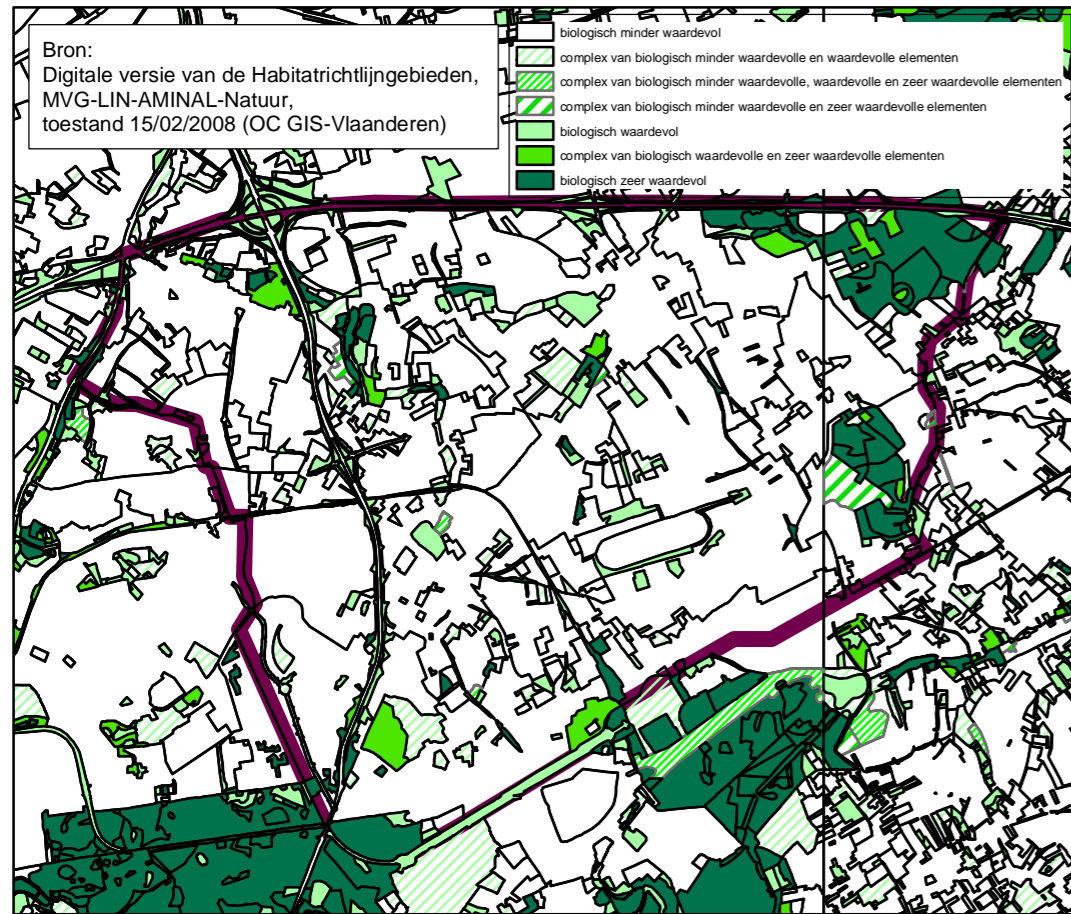 Bron:
Digitale versie van de Habitatrichtlijngebieden,
MVG-LIN-AMINAL-Natuur,
toestand 15/02/2008 (OC GIS-Vlaanderen)
biologisch minder waardevol
complex van biologisch minder waardevolle en waardevolle elementen
complex van biologisch minder waardevolle, waardevolle en zeer waardevolle elementen
complex van biologisch minder waardevolle en zeer waardevolle elementen
biologisch waardevol
complex van biologisch waardevolle en zeer waardevolle elementen
biologisch zeer waardevol